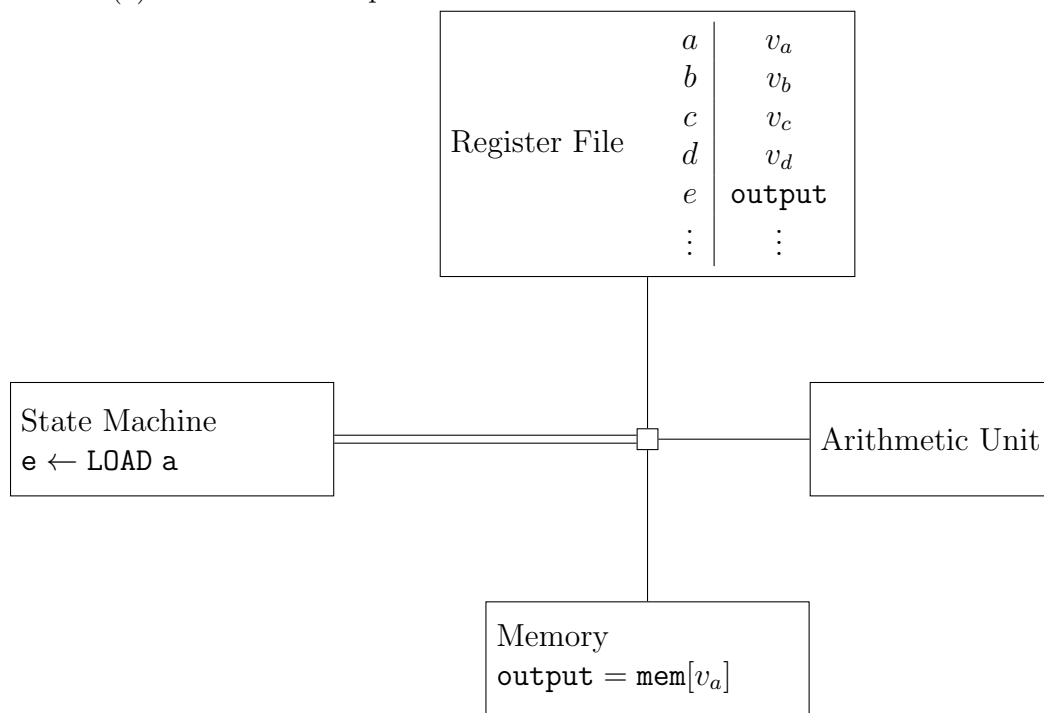 a v_a
b v_b
Register File c v_c
d v_d
e output
⋮ ⋮
State Machine
e ← LOAD a
Arithmetic Unit
Memory
output = mem[v_a]